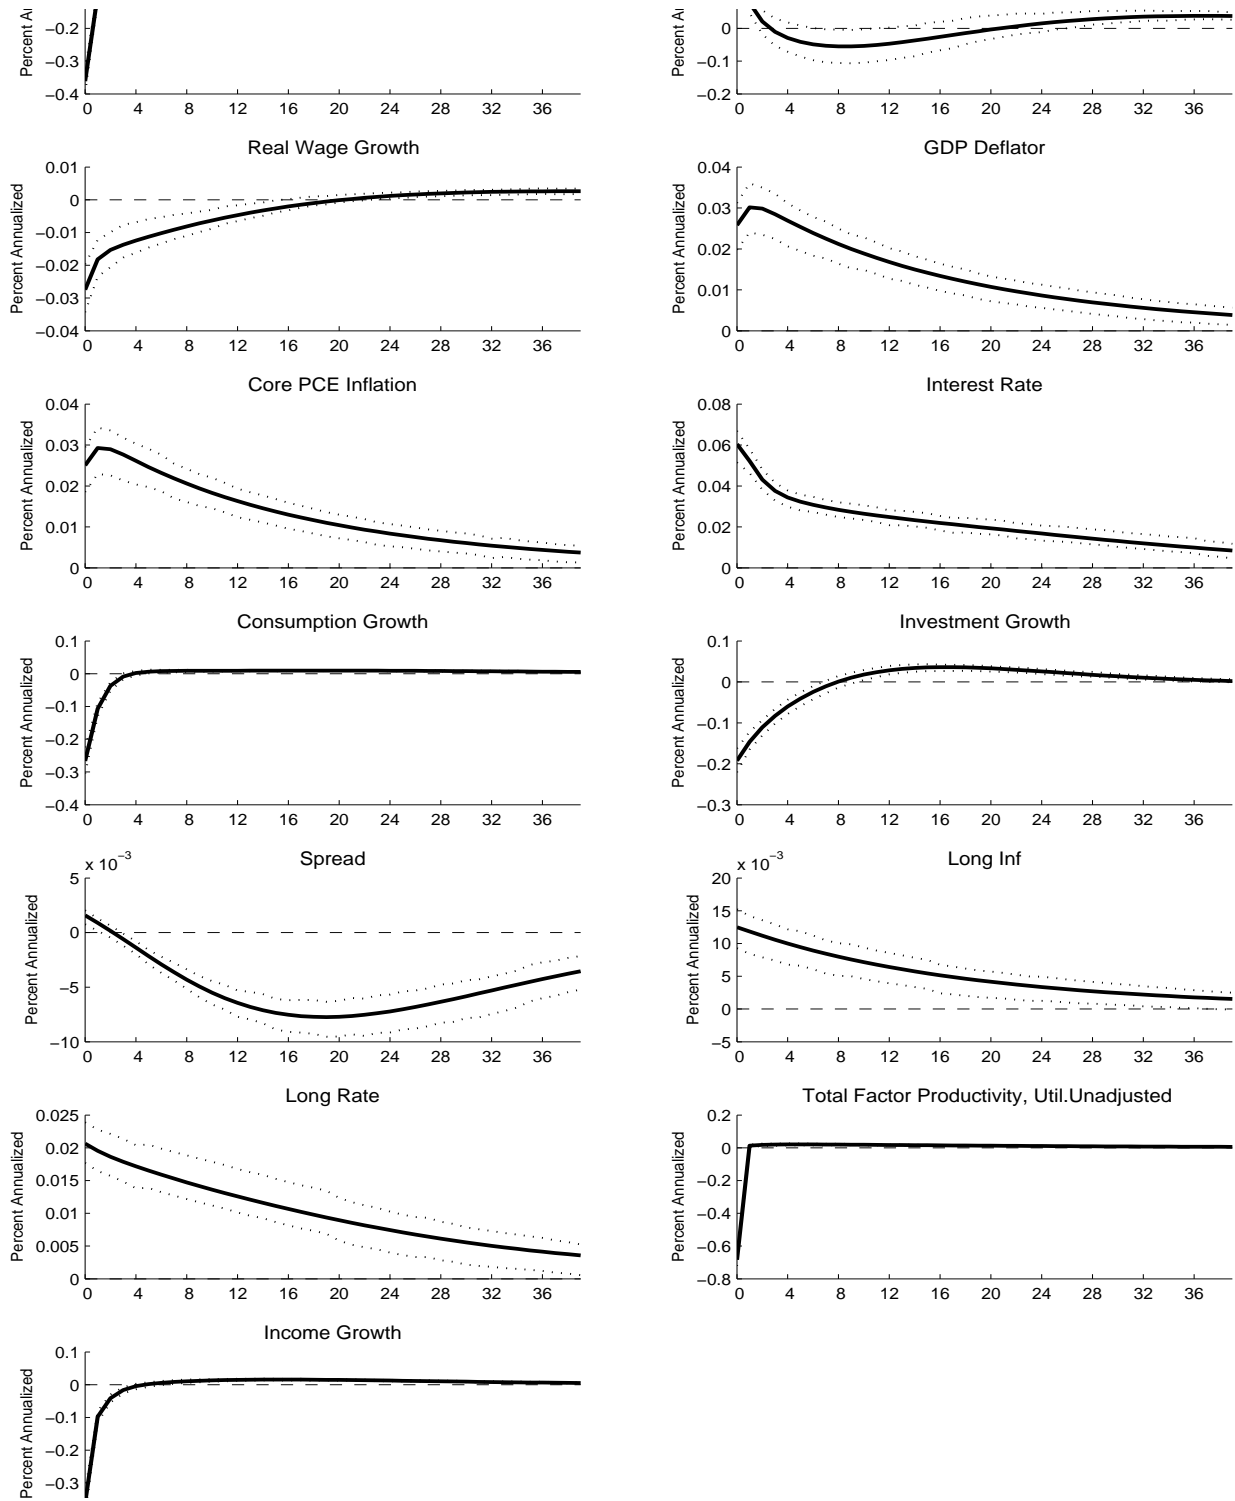 Percent A
−0.2
−0.3
−0.4
0 4 8 12 16 20 24 28 32 36
Percent A
0
−0.1
−0.2
0 4 8 12 16 20 24 28 32 36
Real Wage Growth
Percent Annualized
0.01
0
−0.01
−0.02
−0.03
−0.04
0 4 8 12 16 20 24 28 32 36
GDP Deflator
Percent Annualized
0.04
0.03
0.02
0.01
0
0 4 8 12 16 20 24 28 32 36
Core PCE Inflation
Percent Annualized
0.04
0.03
0.02
0.01
0
0 4 8 12 16 20 24 28 32 36
Interest Rate
Percent Annualized
0.08
0.06
0.04
0.02
0
0 4 8 12 16 20 24 28 32 36
Consumption Growth
Percent Annualized
0.1
0
−0.1
−0.2
−0.3
−0.4
0 4 8 12 16 20 24 28 32 36
Investment Growth
Percent Annualized
0.1
0
−0.1
−0.2
−0.3
0 4 8 12 16 20 24 28 32 36
Spread
x 10−3
Percent Annualized
5
0
−5
−10
0 4 8 12 16 20 24 28 32 36
Long Inf
x 10−3
Percent Annualized
20
15
10
5
0
−5
0 4 8 12 16 20 24 28 32 36
Long Rate
Percent Annualized
0.025
0.02
0.015
0.01
0.005
0
0 4 8 12 16 20 24 28 32 36
Total Factor Productivity, Util.Unadjusted
Percent Annualized
0.2
0
−0.2
−0.4
−0.6
−0.8
0 4 8 12 16 20 24 28 32 36
Income Growth
Percent Annualized
0.1
0
−0.1
−0.2
−0.3